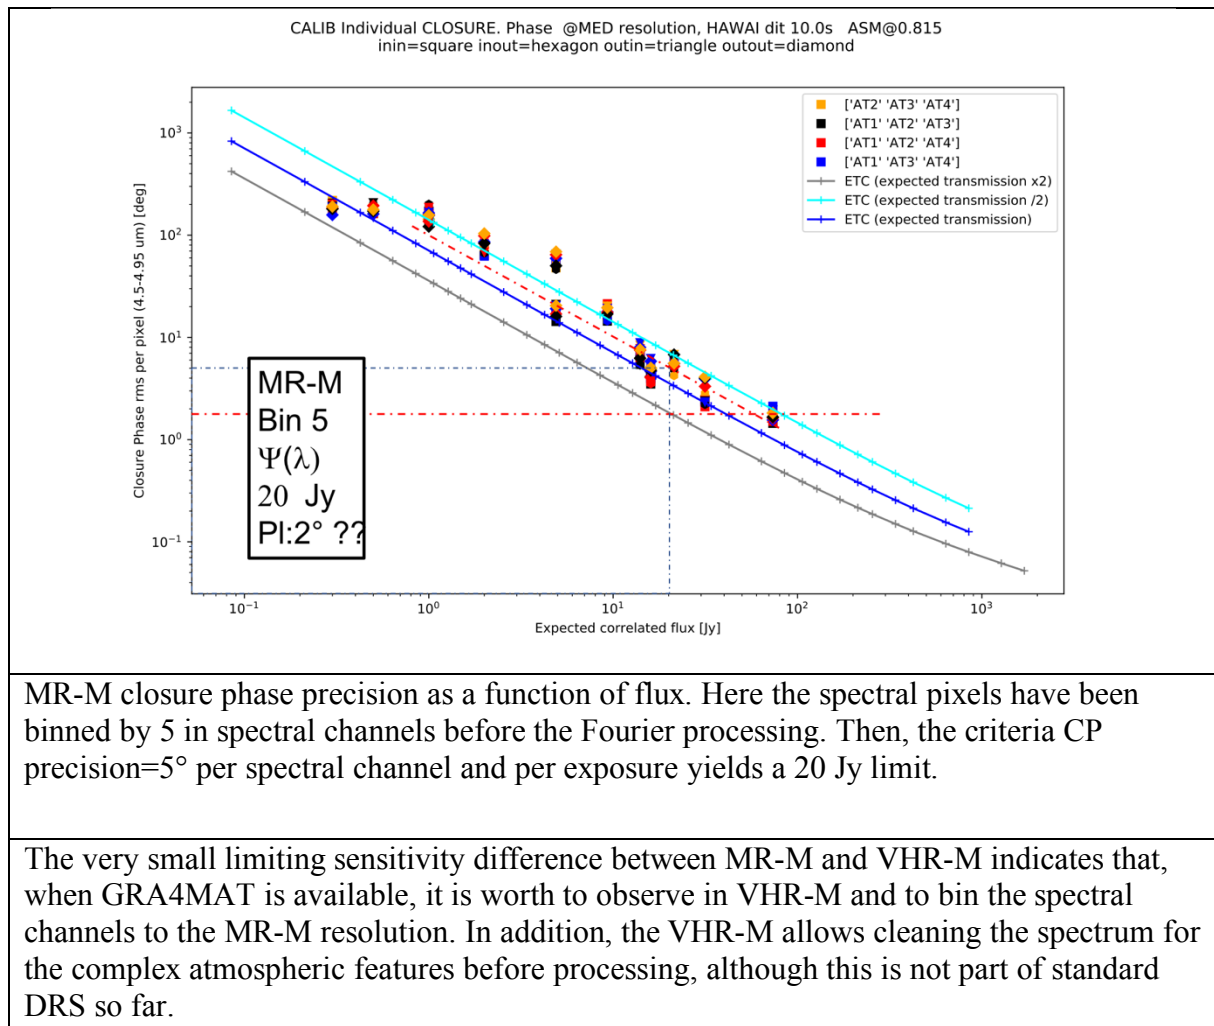 CALIB Individual CLOSURE. Phase  @MED resolution, HAWAI dit 10.0s   ASM@0.815
inin=square inout=hexagon outin=triangle outout=diamond
['AT2' 'AT3' 'AT4']
['AT1' 'AT2' 'AT3']
['AT1' 'AT2' 'AT4']
['AT1' 'AT3' 'AT4']
ETC (expected transmission x2)
ETC (expected transmission /2)
ETC (expected transmission)
Closure Phase rms per pixel (4.5-4.95 um) [deg]
10³
10²
10¹
10⁰
10⁻¹
MR-M
Bin 5
Ψ(λ)
20 Jy
Pl:2° ??
10⁻¹ 10⁰ 10¹ 10² 10³
Expected correlated flux [Jy]
MR-M closure phase precision as a function of flux. Here the spectral pixels have been
binned by 5 in spectral channels before the Fourier processing. Then, the criteria CP
precision=5° per spectral channel and per exposure yields a 20 Jy limit.
The very small limiting sensitivity difference between MR-M and VHR-M indicates that,
when GRA4MAT is available, it is worth to observe in VHR-M and to bin the spectral
channels to the MR-M resolution. In addition, the VHR-M allows cleaning the spectrum for
the complex atmospheric features before processing, although this is not part of standard
DRS so far.